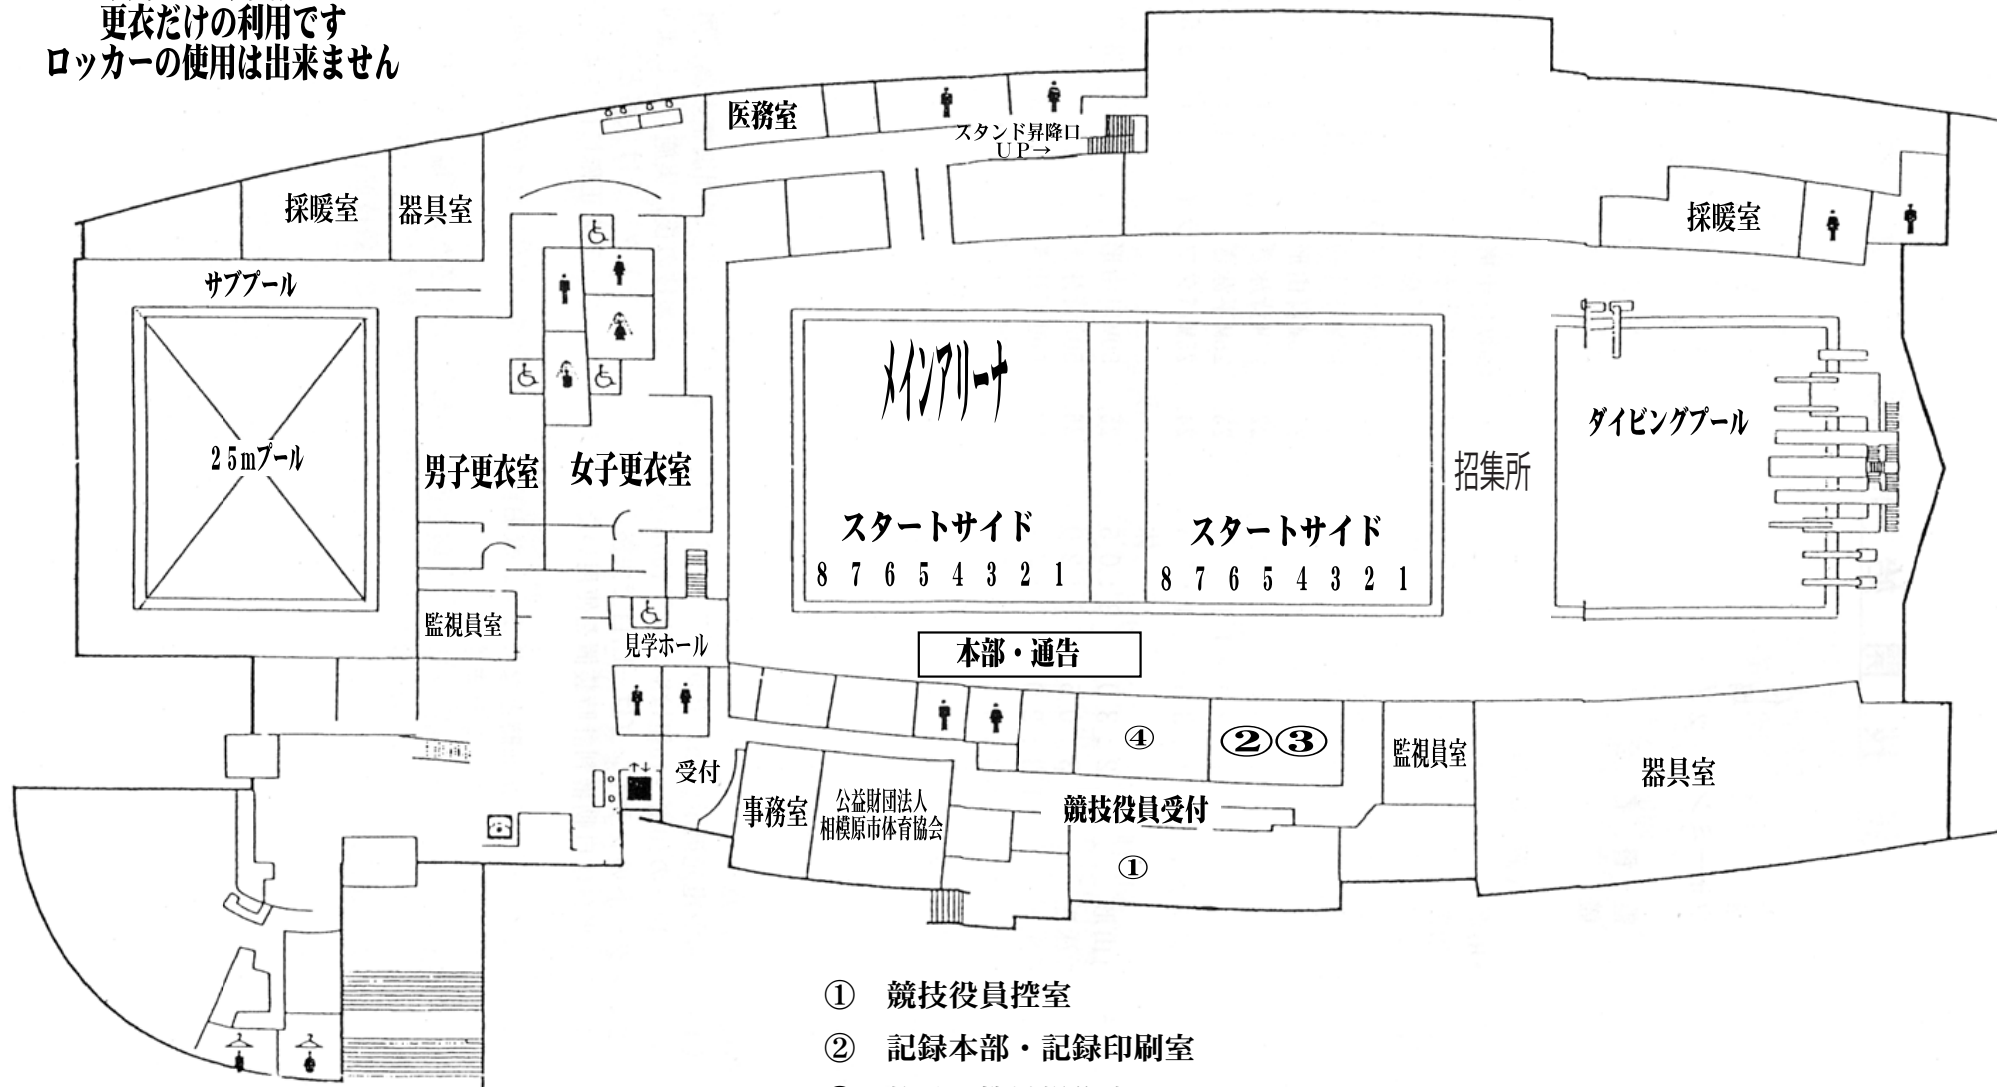 更衣だけの利用です
ロッカーの使用は出来ません
医務室
スタンド昇降口
UP→
採暖室
器具室
採暖室
サブプール
メインアリーナ
ダイビングプール
25mプール
男子更衣室
女子更衣室
招集所
スタートサイド
8 7 6 5 4 3 2 1
スタートサイド
8 7 6 5 4 3 2 1
監視員室
見学ホール
本部・通告
④
②③
監視員室
器具室
受付
↑↓
事務室
公益財団法人
相模原市体育協会
競技役員受付
①
① 競技役員控室
② 記録本部・記録印刷室